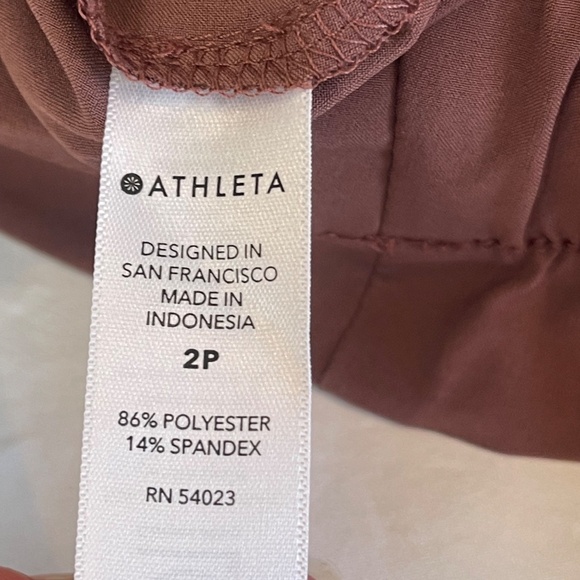 ATHLETA
DESIGNED IN
SAN FRANCISCO
MADE IN
INDONESIA
2P
86% POLYESTER
14% SPANDEX
RN 54023